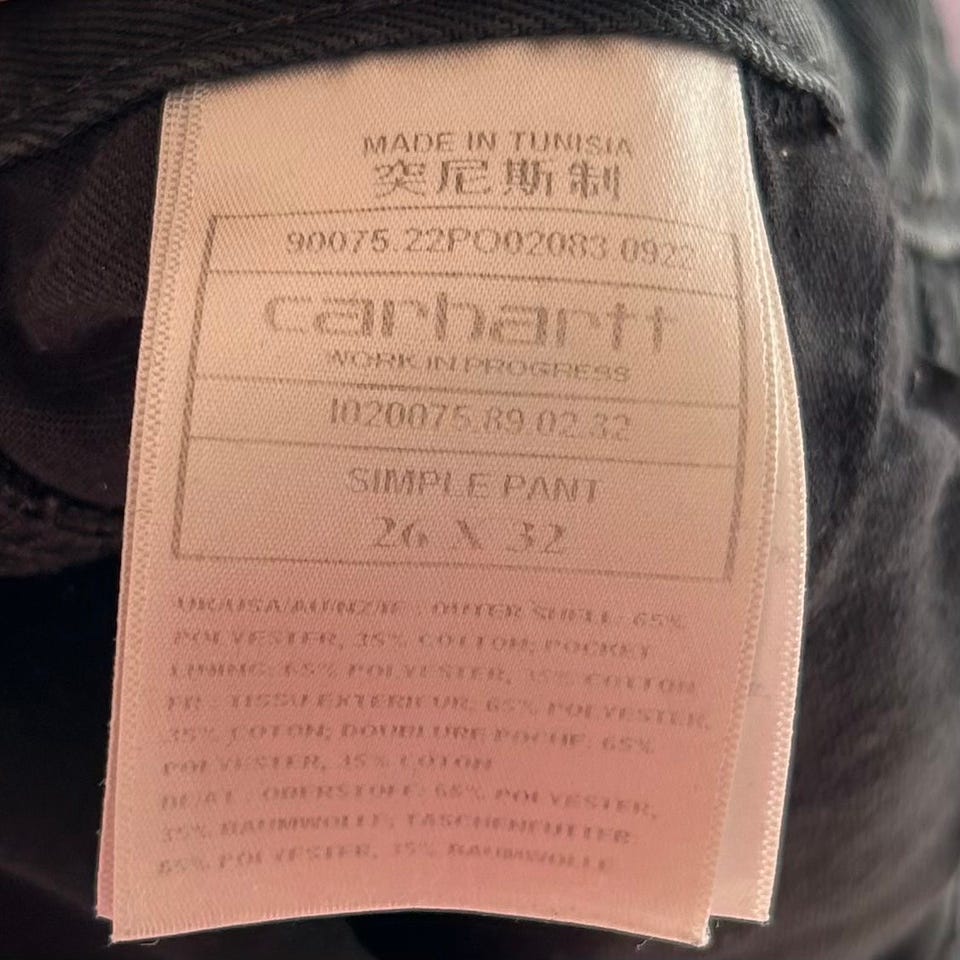 MADE IN TUNISIA
突尼斯制
90075.22PO02083 0922
carhartt
WORK IN PROGRESS
I020075.89.02.32
SIMPLE PANT
26 X 32
UK/USA/AU/NZ/IE : OUTER SHELL: 65%
POLYESTER, 35% COTTON; POCKET
LINING: 65% POLYESTER, 35% COTTON
FR : TISSU EXTERIEUR: 65% POLYESTER,
35% COTON; DOUBLURE POCHE: 65%
POLYESTER, 35% COTON
DE/AT : OBERSTOFF: 65% POLYESTER,
35% BAUMWOLLE; TASCHENFUTTER:
65% POLYESTER, 35% BAUMWOLLE